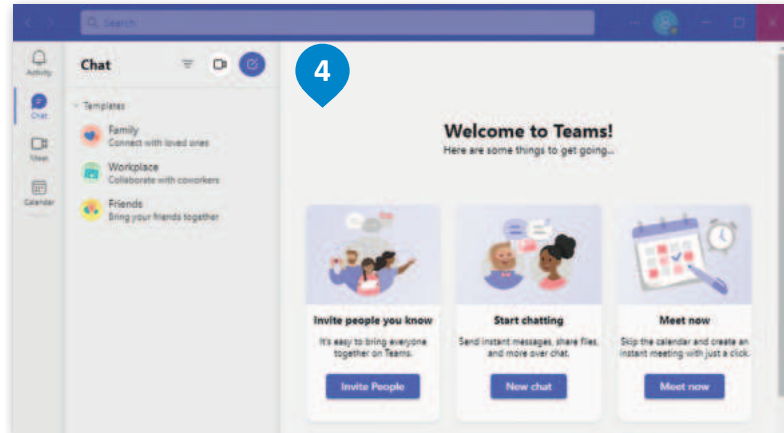 Search
Activity
Chat
Meet
Calendar
Chat
Templates
Family
Connect with loved ones
Workplace
Collaborate with coworkers
Friends
Bring your friends together
4
Welcome to Teams!
Here are some things to get going...
Invite people you know
It's easy to bring everyone
together on Teams.
Invite People
Start chatting
Send instant messages, share files,
and more over chat.
New chat
Meet now
Skip the calendar and create an
instant meeting with just a click.
Meet now